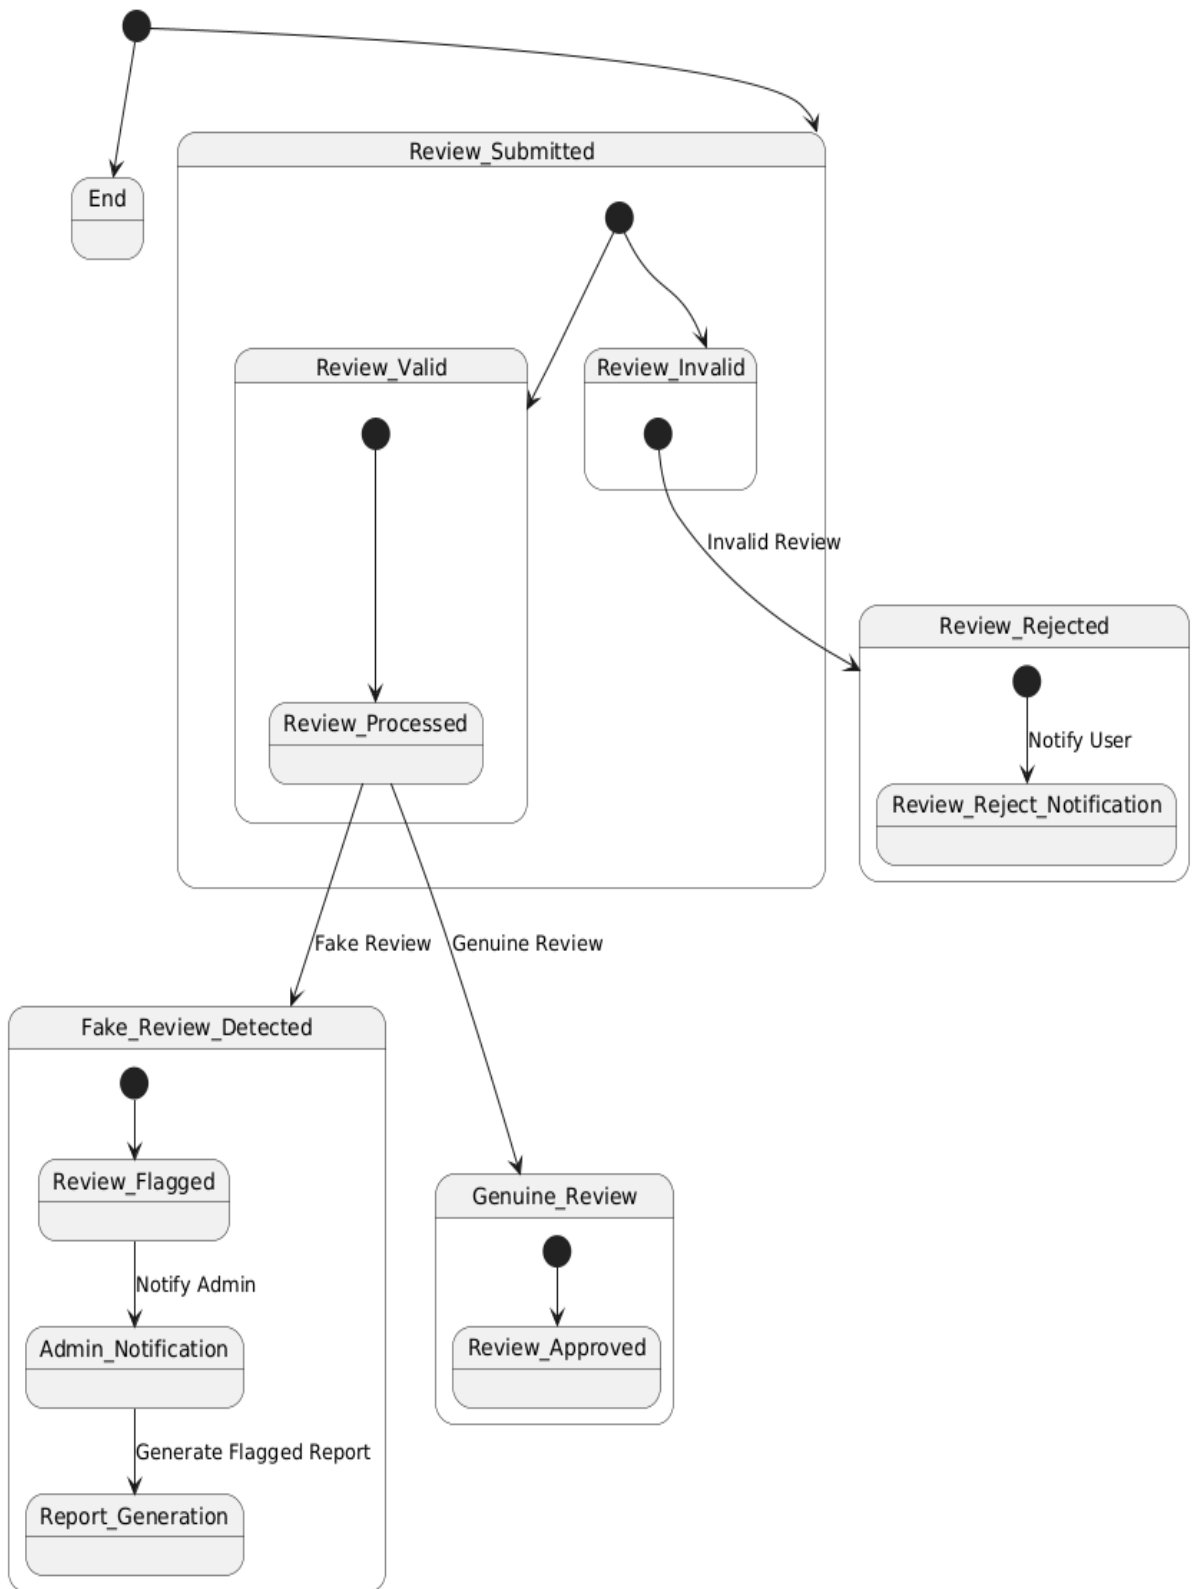 Review_Submitted
End
Review_Valid
Review_Invalid
Invalid Review
Review_Rejected
Notify User
Review_Processed
Review_Reject_Notification
Fake Review
Genuine Review
Fake_Review_Detected
Review_Flagged
Genuine_Review
Notify Admin
Admin_Notification
Review_Approved
Generate Flagged Report
Report_Generation